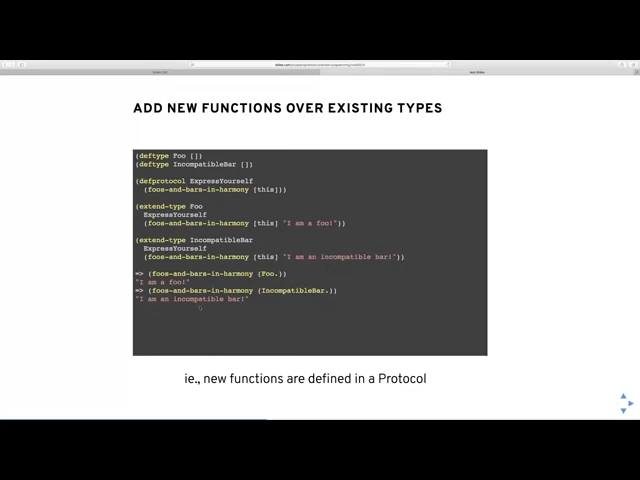 ADD NEW FUNCTIONS OVER EXISTING TYPES
(deftype Foo [])
(deftype IncompatibleBar [])
(defprotocol ExpressYourself
(foos-and-bars-in-harmony [this]))
(extend-type Foo
ExpressYourself
(foos-and-bars-in-harmony [this] "I am a foo!"))
(extend-type IncompatibleBar
ExpressYourself
(foos-and-bars-in-harmony [this] "I am an incompatible bar!"))
=> (foos-and-bars-in-harmony (Foo.))
"I am a foo!"
=> (foos-and-bars-in-harmony (IncompatibleBar.))
"I am an incompatible bar!"
ie., new functions are defined in a Protocol